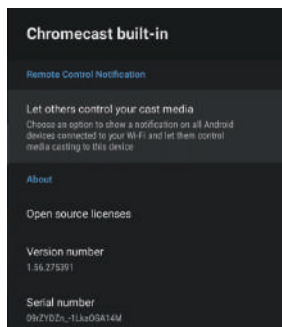 Chromecast built-in
Remote Control Notification
Let others control your cast media
Choose an option to show a notification on all Android
devices connected to your Wi-Fi and let them control
media casting to this device
About
Open source licenses
Version number
1.56.275391
Serial number